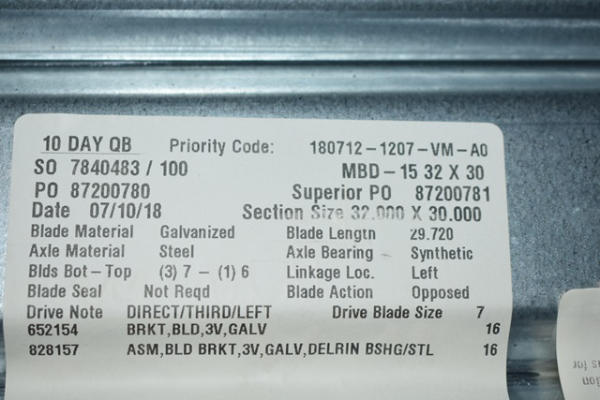 10 DAY QB Priority Code: 180712-1207-VM-A0
SO 7840483 / 100 MBD-15 32 X 30
PO 87200780 Superior PO 87200781
Date 07/10/18 Section Size 32.000 X 30.000
Blade Material Galvanized Blade Length 29.720
Axle Material Steel Axle Bearing Synthetic
Blds Bot-Top (3) 7 - (1) 6 Linkage Loc. Left
Blade Seal Not Reqd Blade Action Opposed
Drive Note DIRECT/THIRD/LEFT Drive Blade Size 7
652154 BRKT,BLD,3V,GALV 16
828157 ASM,BLD BRKT,3V,GALV,DELRIN BSHG/STL 16